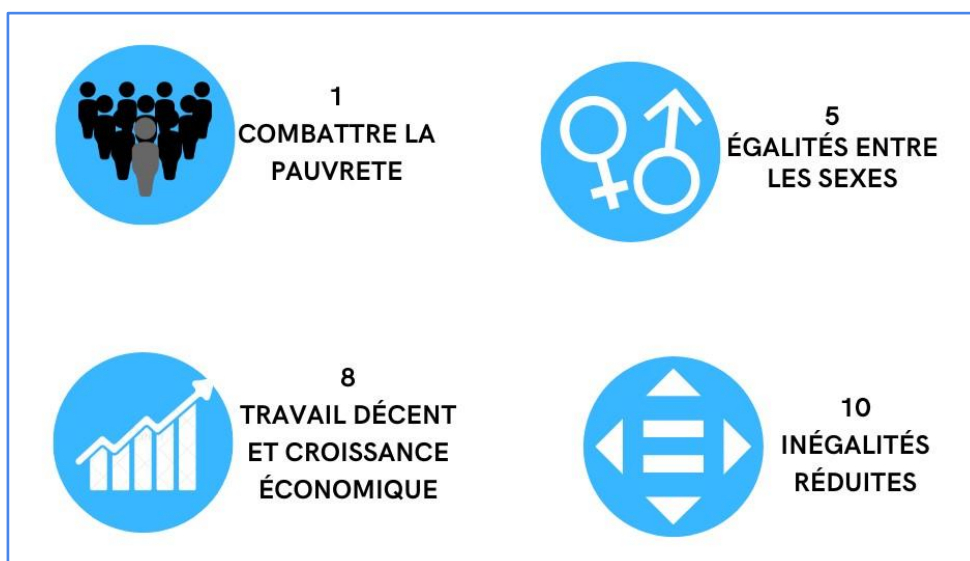 1
COMBATTRE LA
PAUVRETE
5
ÉGALITÉS ENTRE
LES SEXES
8
TRAVAIL DÉCENT
ET CROISSANCE
ÉCONOMIQUE
10
INÉGALITÉS
RÉDUITES